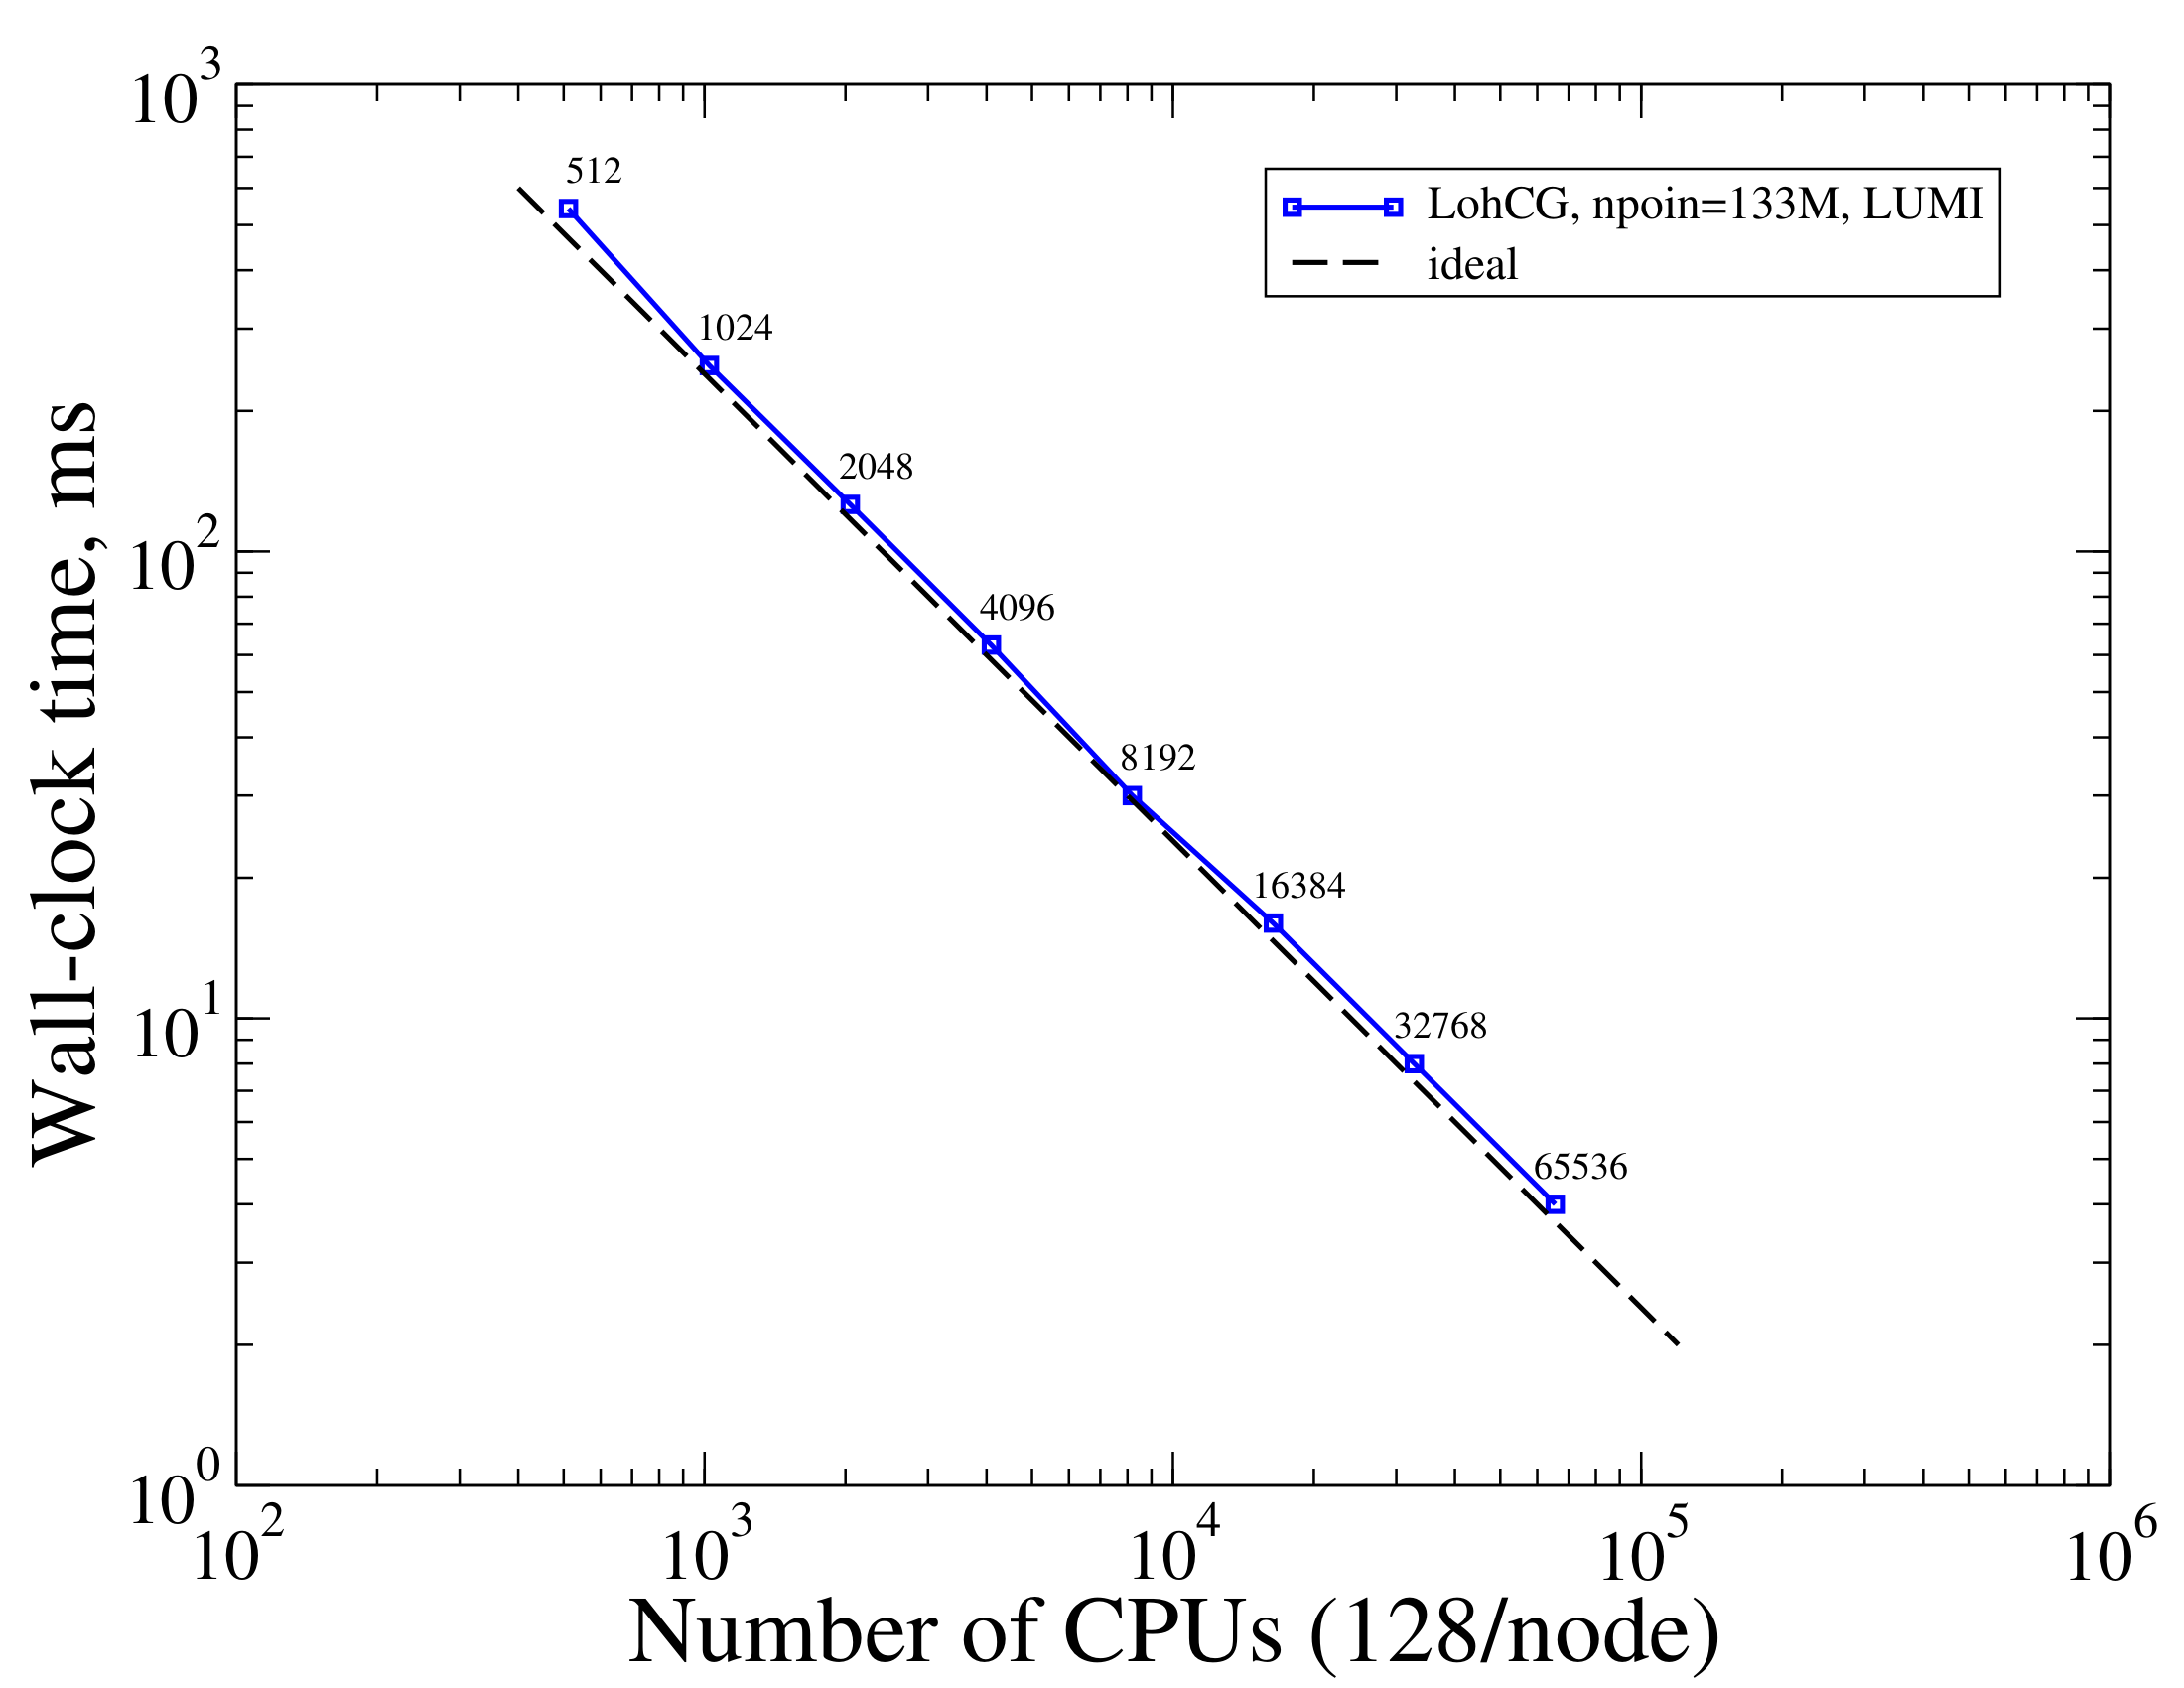 10^3
10^2
10^1
10^0
Wall-clock time, ms
512
1024
2048
4096
8192
16384
32768
65536
LohCG, npoin=133M, LUMI
ideal
10^2 10^3 10^4 10^5 10^6
Number of CPUs (128/node)